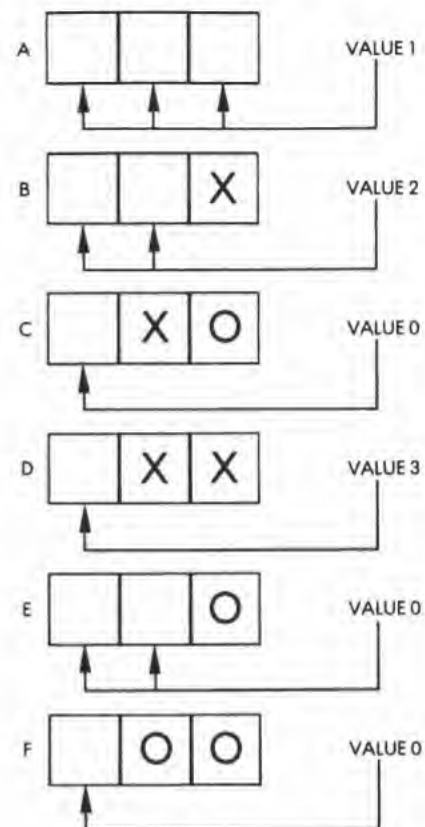 A VALUE 1
B X VALUE 2
C X O VALUE 0
D X X VALUE 3
E O VALUE 0
F O O VALUE 0